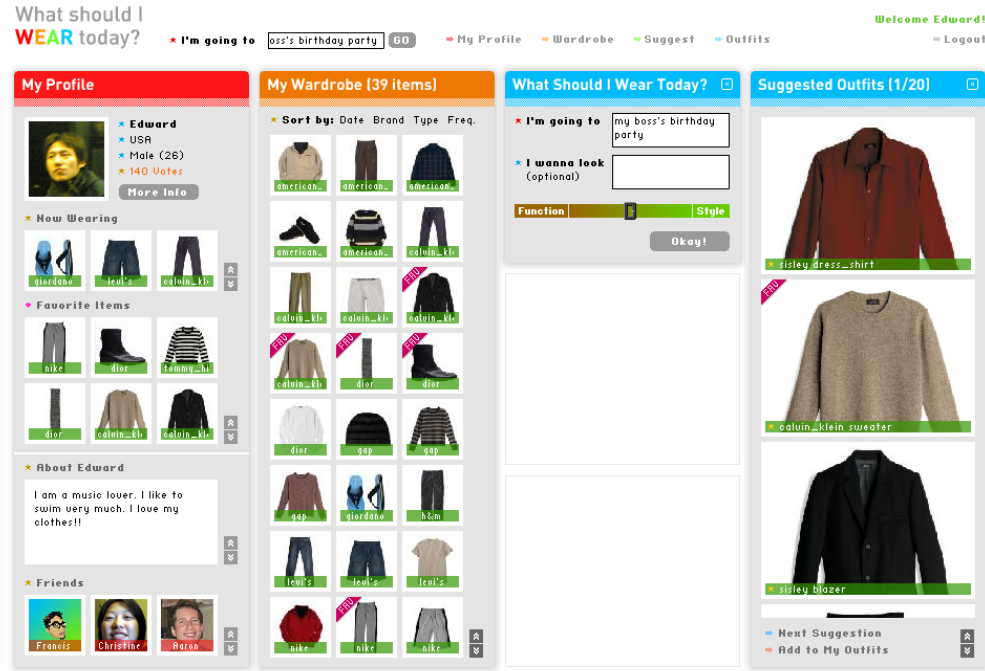 What should I
WEAR today?
I'm going to
oss's birthday party
GO
My Profile
Wardrobe
Suggest
Outfits
Welcome Edward!
Logout
My Profile
Edward
USA
Male (26)
140 Votes
More Info
Now Wearing
giordano
levi's
calvin_kl
Favorite Items
nike
dior
tommy_hi
dior
calvin_kl
calvin_kl
About Edward
I am a music lover. I like to
swim very much. I love my
clothes!!
Friends
Francis
Christine
Aaron
My Wardrobe (39 items)
Sort by: Date Brand Type Freq.
american_
american_
american_
american_
american_
calvin_kl
calvin_kl
calvin_kl
FAV
calvin_kl
FAV
calvin_kl
FAV
dior
FAV
dior
dior
gap
gap
gap
giordano
h&m
levi's
levi's
levi's
nike
FAV
nike
nike
What Should I Wear Today?
I'm going to
my boss's birthday
party
I wanna look
(optional)
Function
Style
Okay!
Suggested Outfits (1/20)
sisley dress_shirt
FAV
calvin_klein sweater
sisley blazer
Next Suggestion
Add to My Outfits